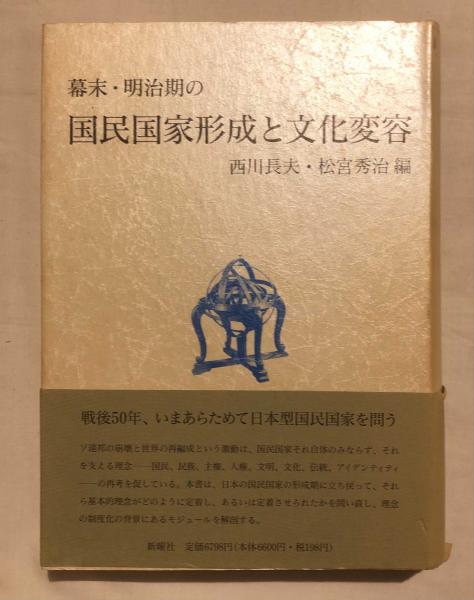 幕末・明治期の
国民国家形成と文化変容
西川長夫・松宮秀治 編
戦後50年、いまあらためて日本型国民国家を問う
ソ連邦の崩壊と世界の再編成という激動は、国民国家それ自体のみならず、それ
を支える理念──国民、民族、主権、人権、文明、文化、伝統、アイデンティティ
──の再考を促している。本書は、日本の国民国家の形成期に立ち戻って、それ
ら基本的理念がどのように定着し、あるいは定着させられたかを問い直し、理念
の制度化の背景にあるモジュールを解剖する。
新曜社 定価6798円(本体6600円・税198円)